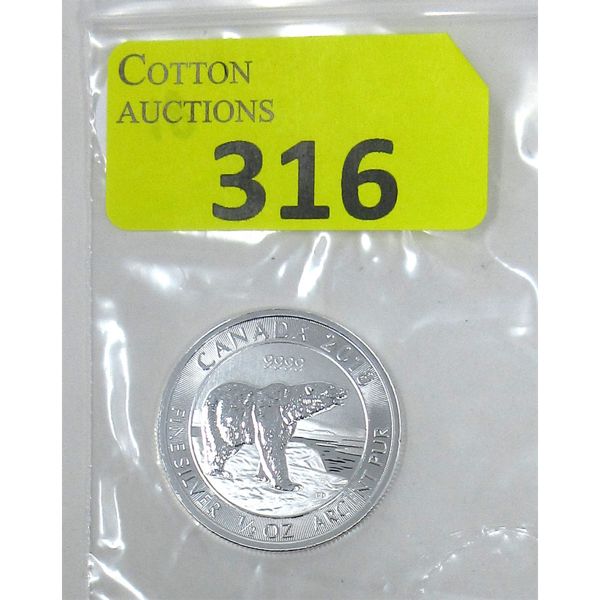 COTTON
AUCTIONS
316
CANADA 2018
9999
FINE SILVER 1/2 OZ ARGENT PUR